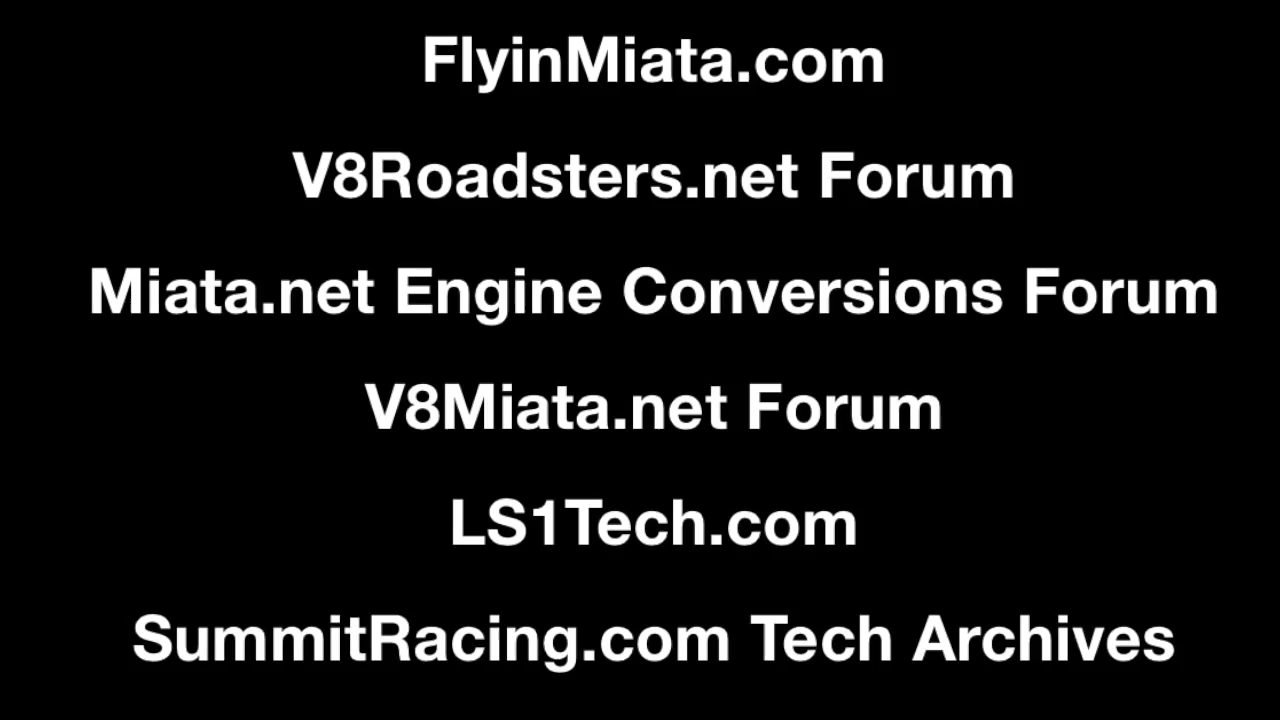 FlyinMiata.com
V8Roadsters.net Forum
Miata.net Engine Conversions Forum
V8Miata.net Forum
LS1Tech.com
SummitRacing.com Tech Archives